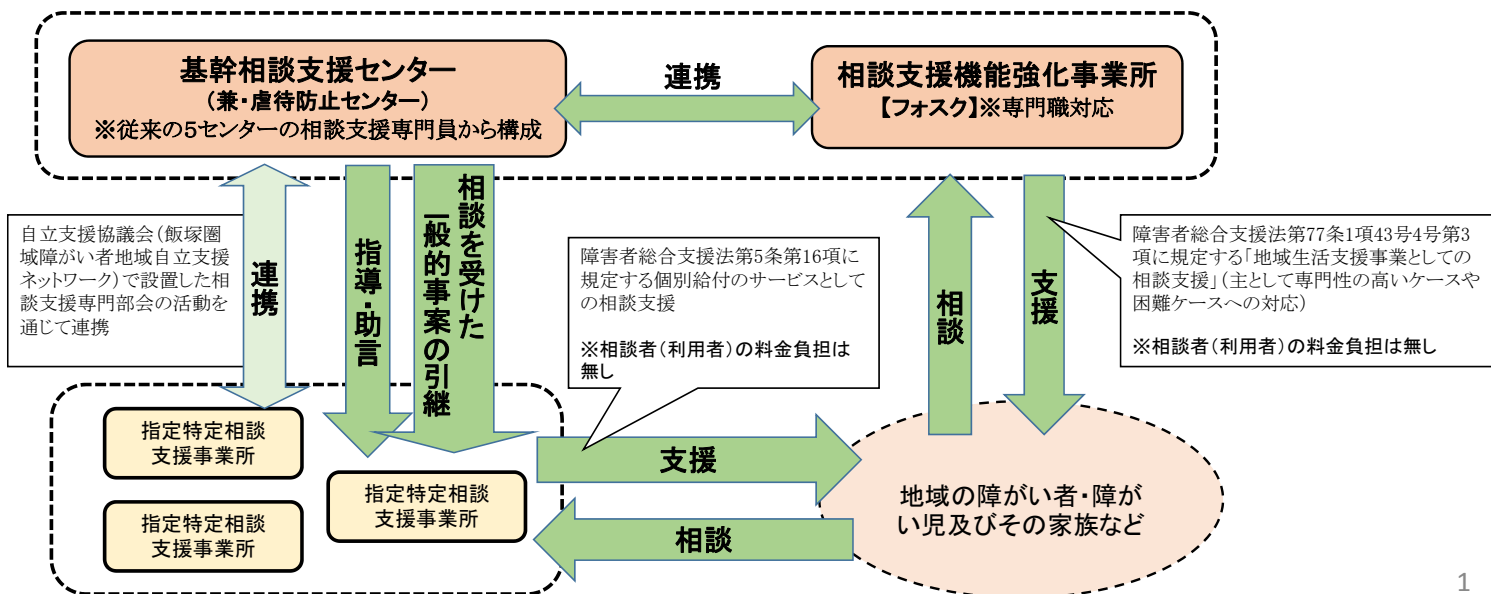 基幹相談支援センター
(兼・虐待防止センター)
※従来の5センターの相談支援専門員から構成
連携
相談支援機能強化事業所
【フォスク】※専門職対応
自立支援協議会(飯塚圏
域障がい者地域自立支援
ネットワーク)で設置した相
談支援専門部会の活動を
通じて連携
連携
指導・助言
相談を受けた
一般的事案の引継
障害者総合支援法第5条第16項に
規定する個別給付のサービスとして
の相談支援
※相談者(利用者)の料金負担は
無し
相談
支援
障害者総合支援法第77条1項43号4号第3
項に規定する「地域生活支援事業としての
相談支援」(主として専門性の高いケースや
困難ケースへの対応)
※相談者(利用者)の料金負担は無し
指定特定相談
支援事業所
指定特定相談
支援事業所
指定特定相談
支援事業所
支援
相談
地域の障がい者・障が
い児及びその家族など
1